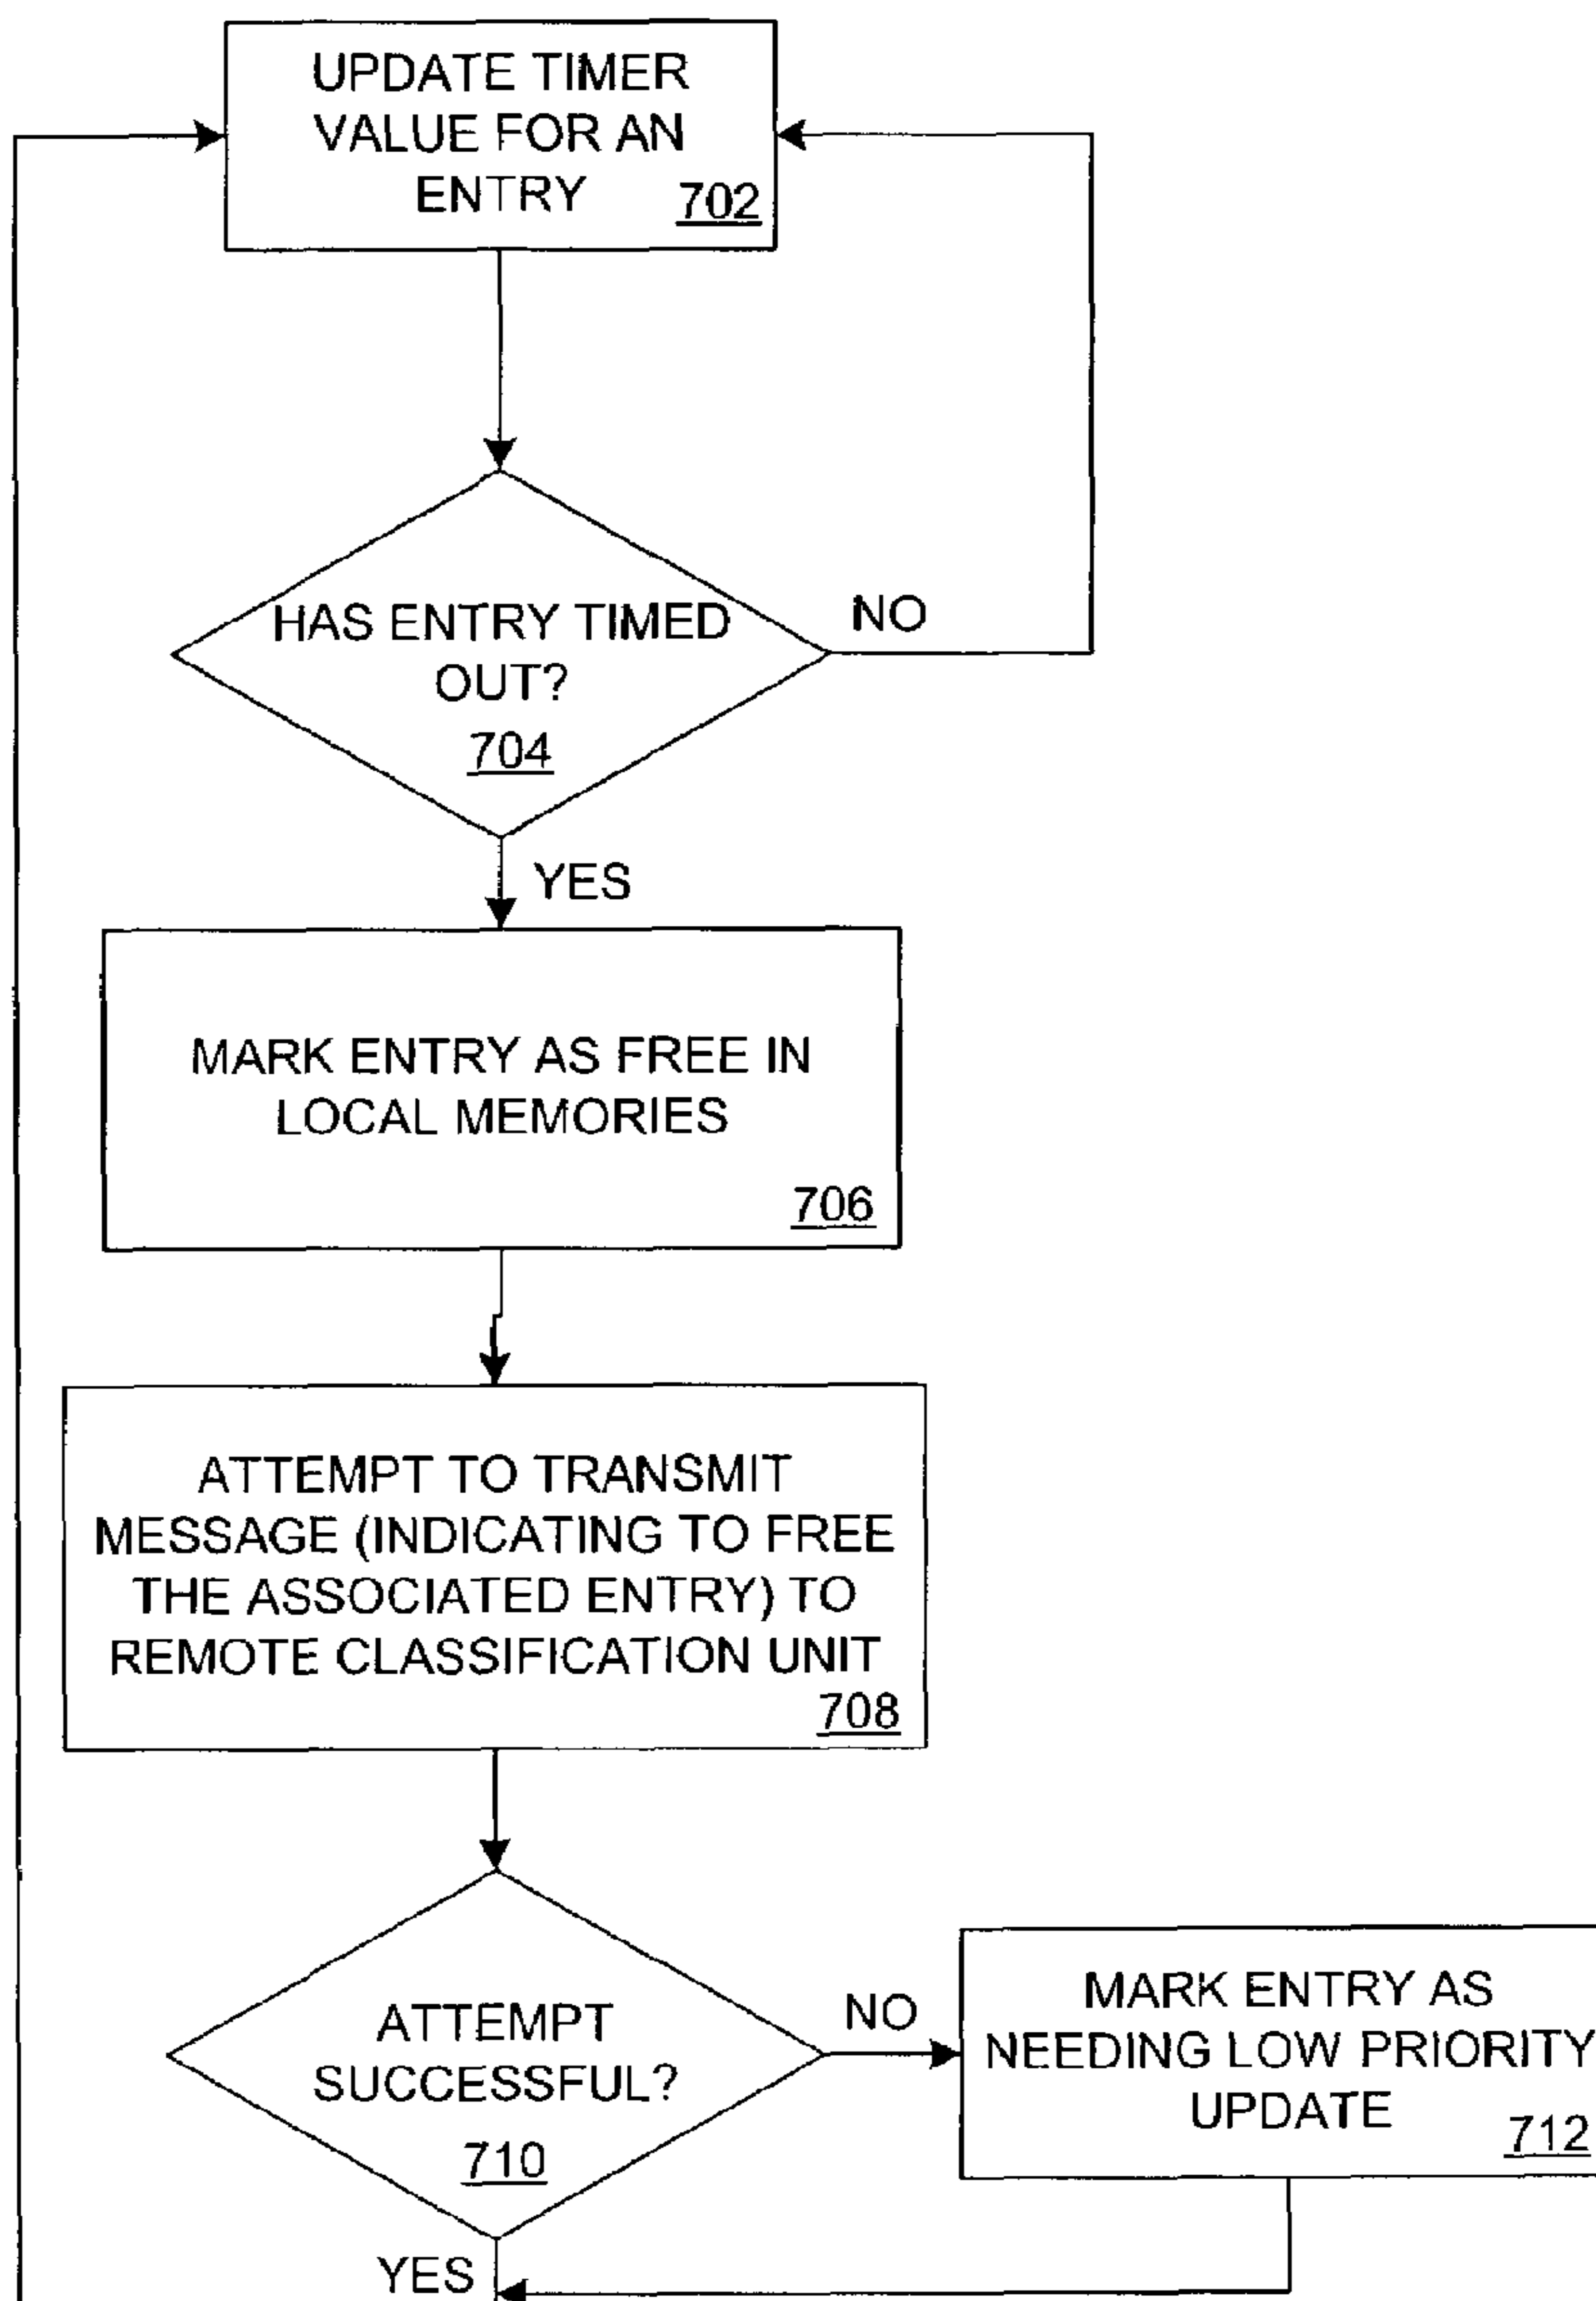 UPDATE TIMER
VALUE FOR AN
ENTRY
702
HAS ENTRY TIMED
OUT?
704
NO
YES
MARK ENTRY AS FREE IN
LOCAL MEMORIES
706
ATTEMPT TO TRANSMIT
MESSAGE (INDICATING TO FREE
THE ASSOCIATED ENTRY) TO
REMOTE CLASSIFICATION UNIT
708
ATTEMPT
SUCCESSFUL?
710
NO
MARK ENTRY AS
NEEDING LOW PRIORITY
UPDATE
712
YES